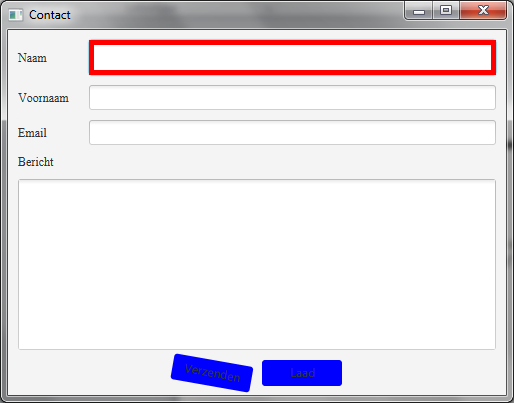 Contact
Naam
Voornaam
Email
Bericht
Verzenden
Laad